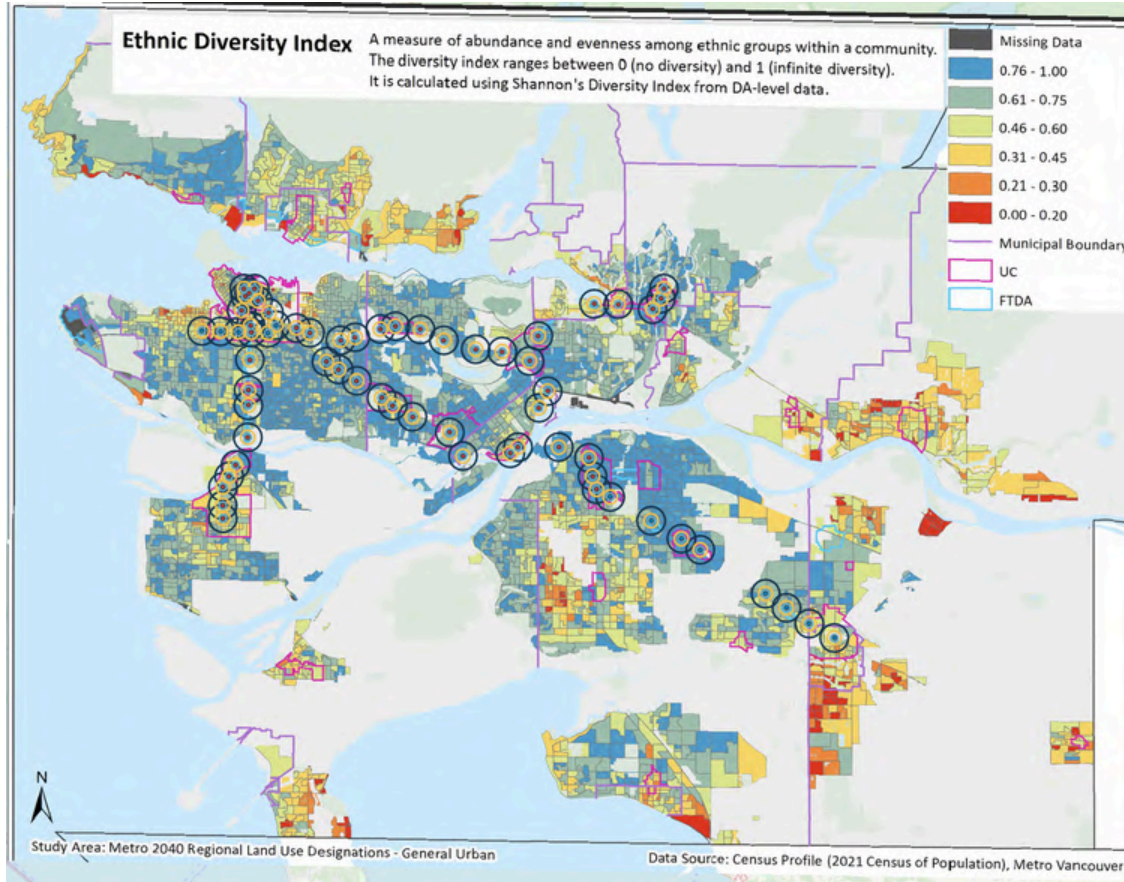 Ethnic Diversity Index
A measure of abundance and evenness among ethnic groups within a community.
The diversity index ranges between 0 (no diversity) and 1 (infinite diversity).
It is calculated using Shannon's Diversity Index from DA-level data.
Missing Data
0.76 - 1.00
0.61 - 0.75
0.46 - 0.60
0.31 - 0.45
0.21 - 0.30
0.00 - 0.20
Municipal Boundary
UC
FTDA
N
Study Area: Metro 2040 Regional Land Use Designations - General Urban
Data Source: Census Profile (2021 Census of Population), Metro Vancouver